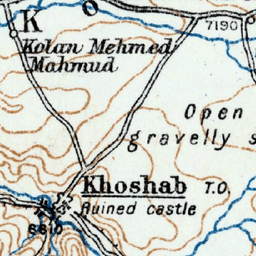 K
7190
Kolan Mehmed
Mahmud
Open
gravelly s
Khoshab T.O.
Ruined castle